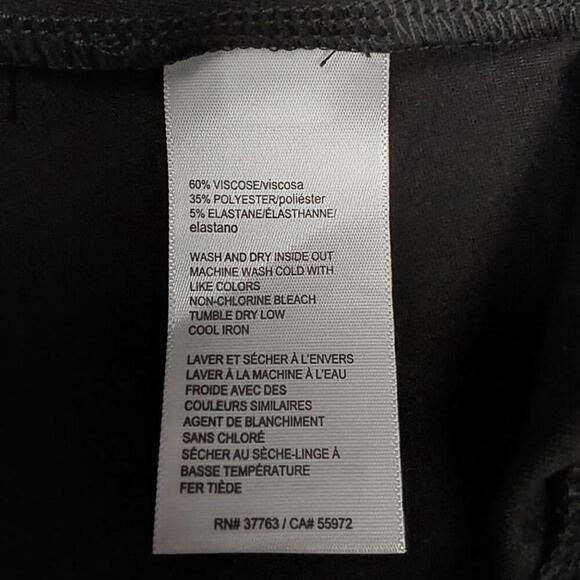 60% VISCOSE/viscosa
35% POLYESTER/poliéster
5% ELASTANE/ÉLASTHANNE/
elastano
WASH AND DRY INSIDE OUT
MACHINE WASH COLD WITH
LIKE COLORS
NON-CHLORINE BLEACH
TUMBLE DRY LOW
COOL IRON
LAVER ET SÉCHER À L'ENVERS
LAVER À LA MACHINE À L'EAU
FROIDE AVEC DES
COULEURS SIMILAIRES
AGENT DE BLANCHIMENT
SANS CHLORÉ
SÉCHER AU SÈCHE-LINGE À
BASSE TEMPÉRATURE
FER TIÈDE
RN# 37763 / CA# 55972